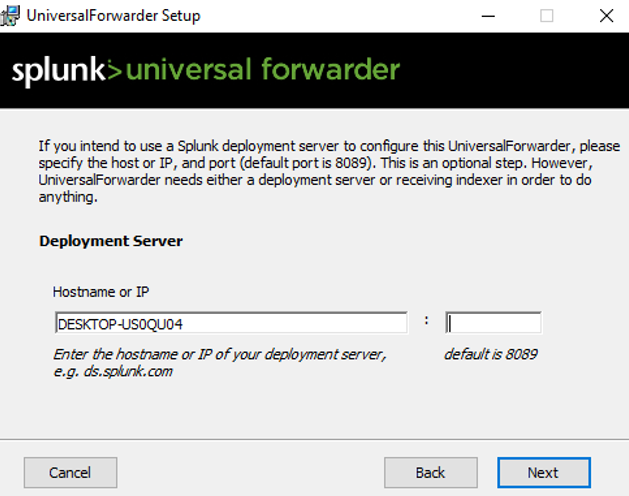 UniversalForwarder Setup
splunk> universal forwarder
If you intend to use a Splunk deployment server to configure this UniversalForwarder, please
specify the host or IP, and port (default port is 8089). This is an optional step. However,
UniversalForwarder needs either a deployment server or receiving indexer in order to do
anything.
Deployment Server
Hostname or IP
DESKTOP-US0QU04 :
Enter the hostname or IP of your deployment server,
e.g. ds.splunk.com
default is 8089
Cancel Back Next